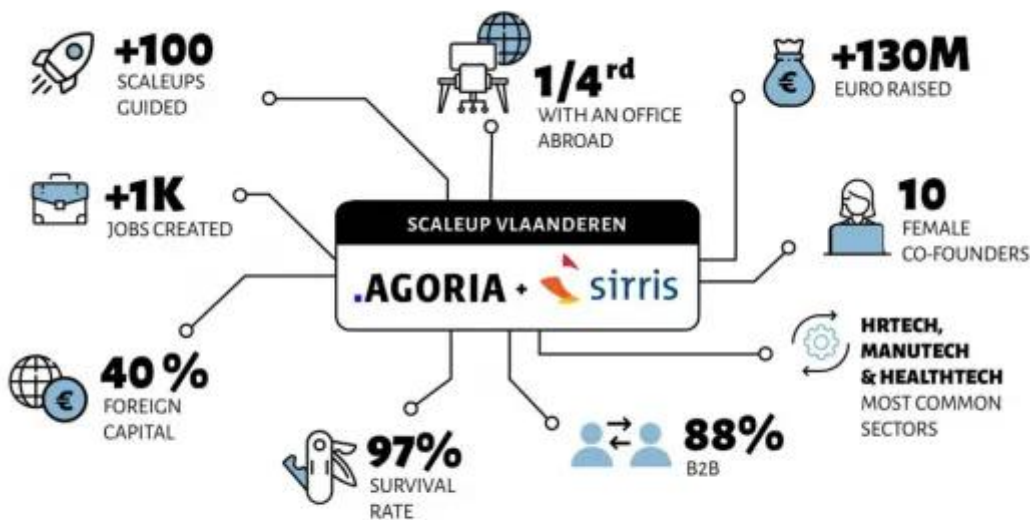 +100
SCALEUPS
GUIDED
1/4rd
WITH AN OFFICE
ABROAD
+130M
EURO RAISED
+1K
JOBS CREATED
SCALEUP VLAANDEREN
.AGORIA + sirris
10
FEMALE
CO-FOUNDERS
40 %
FOREIGN
CAPITAL
97%
SURVIVAL
RATE
88%
B2B
HRTECH,
MANUTECH
& HEALTHTECH
MOST COMMON
SECTORS